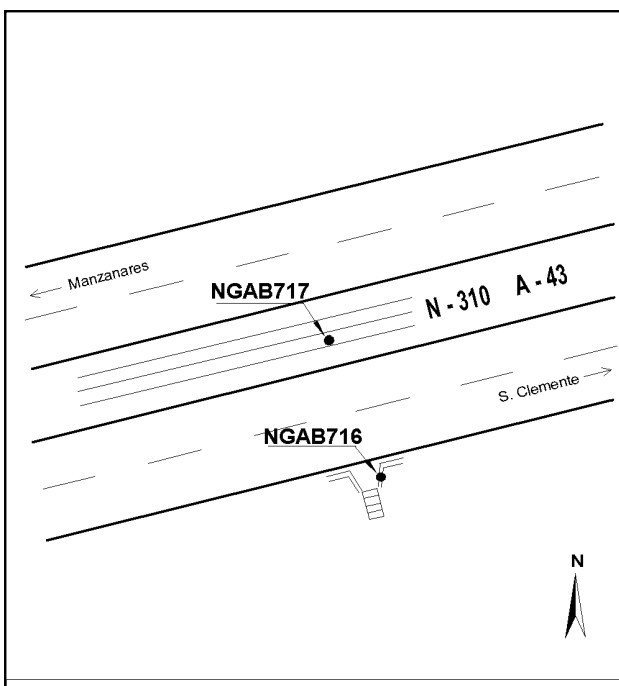 Manzanares
NGAB717
N - 310 A - 43
S. Clemente
NGAB716
N